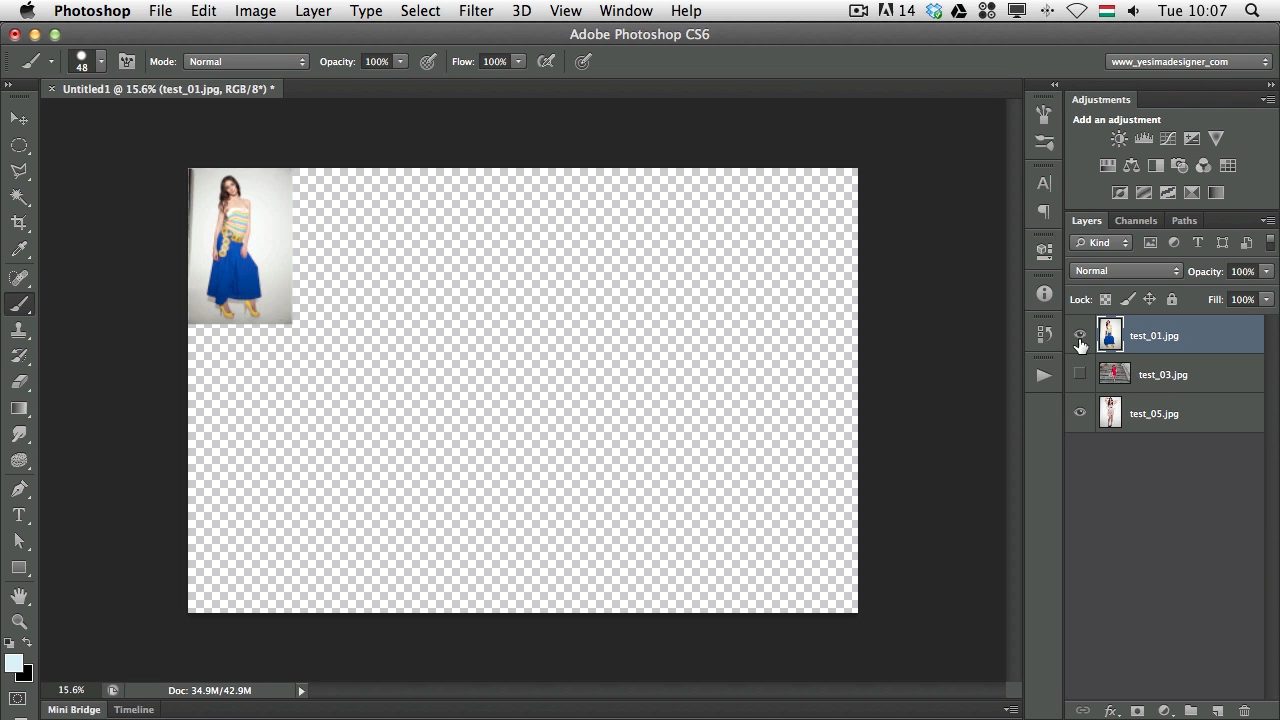 Photoshop File Edit Image Layer Type Select Filter 3D View Window Help 14 Tue 10:07
Adobe Photoshop CS6
48 Mode: Normal Opacity: 100% Flow: 100% www_yesimadesigner_com
× Untitled1 @ 15.6% (test_01.jpg, RGB/8*) *
Adjustments
Add an adjustment
Layers Channels Paths
Kind T
Normal Opacity: 100%
Lock: Fill: 100%
test_01.jpg
test_03.jpg
test_05.jpg
15.6% Doc: 34.9M/42.9M
Mini Bridge Timeline